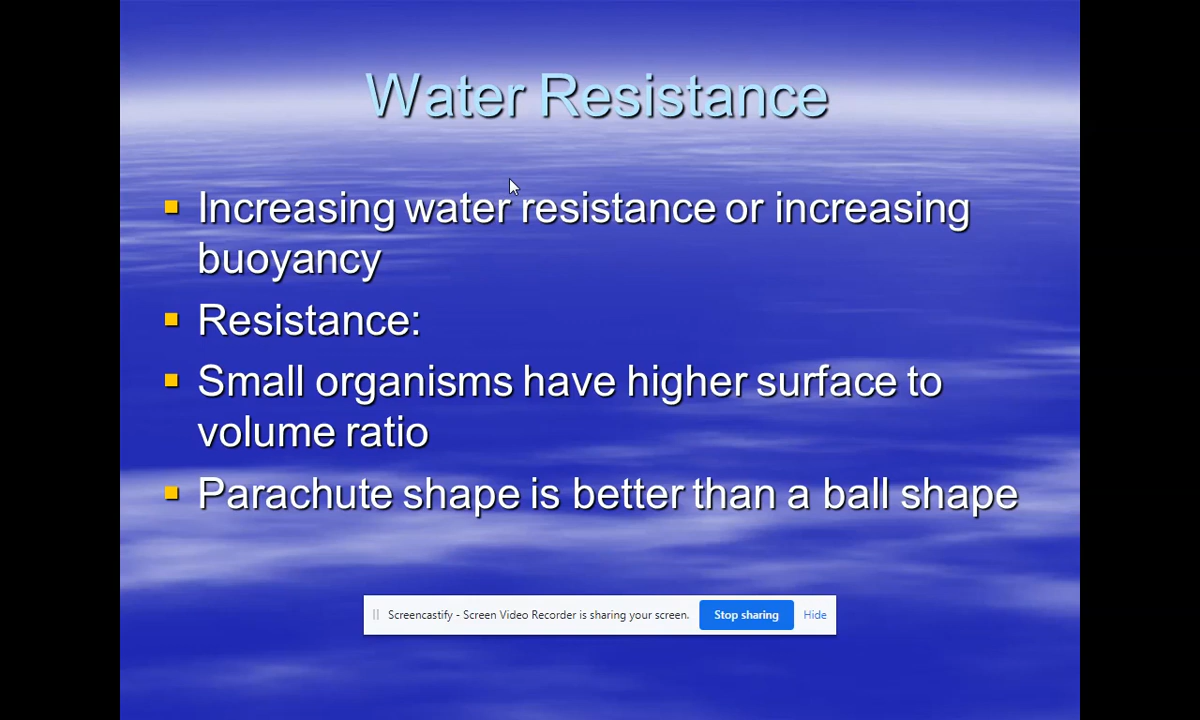 Water Resistance
Increasing water resistance or increasing
buoyancy
Resistance:
Small organisms have higher surface to
volume ratio
Parachute shape is better than a ball shape
Screencastify - Screen Video Recorder is sharing your screen. Stop sharing Hide